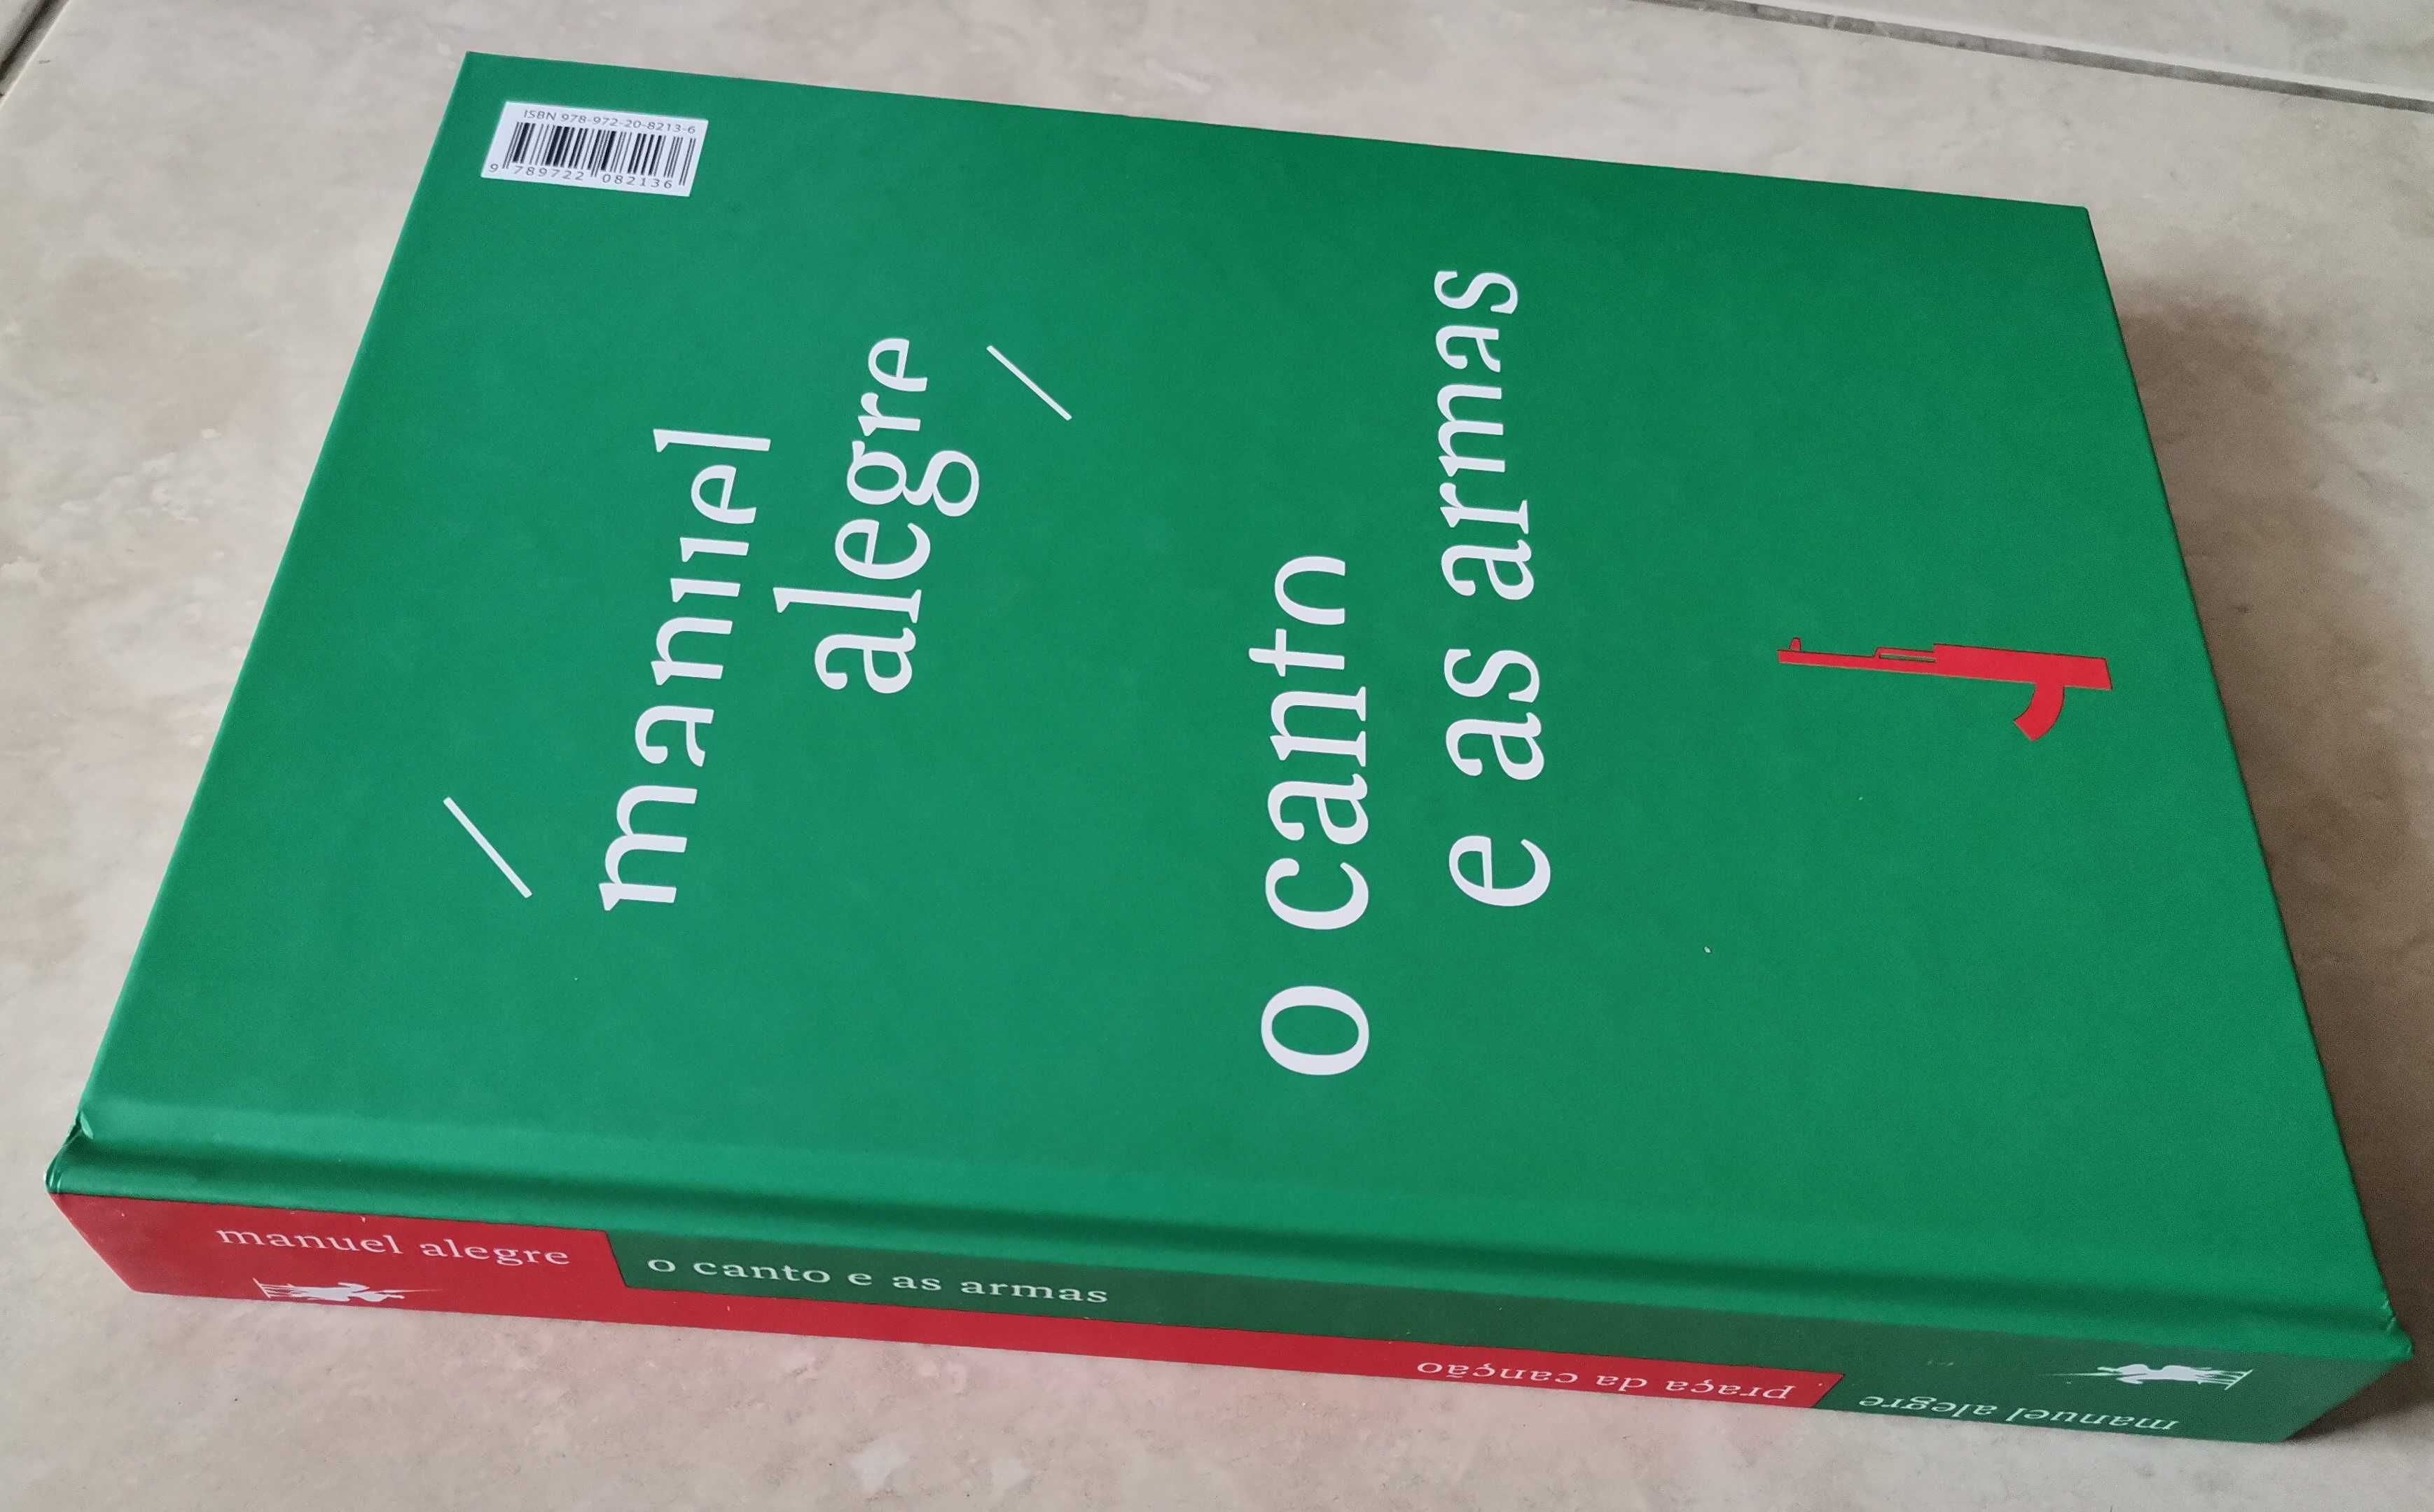 ISBN 978-972-20-8213-6
9 789722 082136
manuel
alegre
o canto
e as armas
manuel alegre
o canto e as armas
praça da canção
manuel alegre